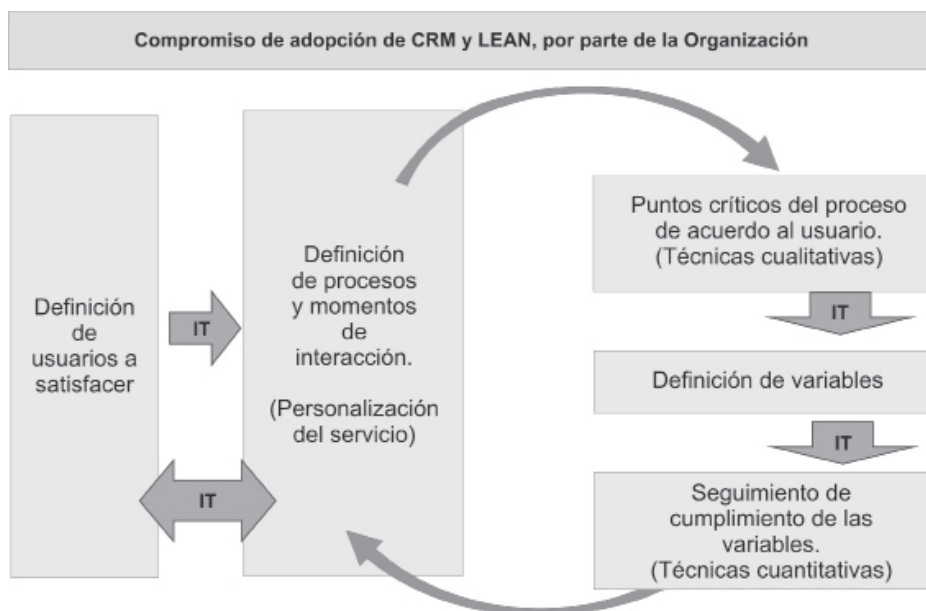 Compromiso de adopción de CRM y LEAN, por parte de la Organización
Definición
de
usuarios a
satisfacer
IT
IT
Definición
de procesos
y momentos
de
interacción.
(Personalización
del servicio)
Puntos críticos del proceso
de acuerdo al usuario.
(Técnicas cualitativas)
IT
Definición de variables
IT
Seguimiento de
cumplimiento de las
variables.
(Técnicas cuantitativas)